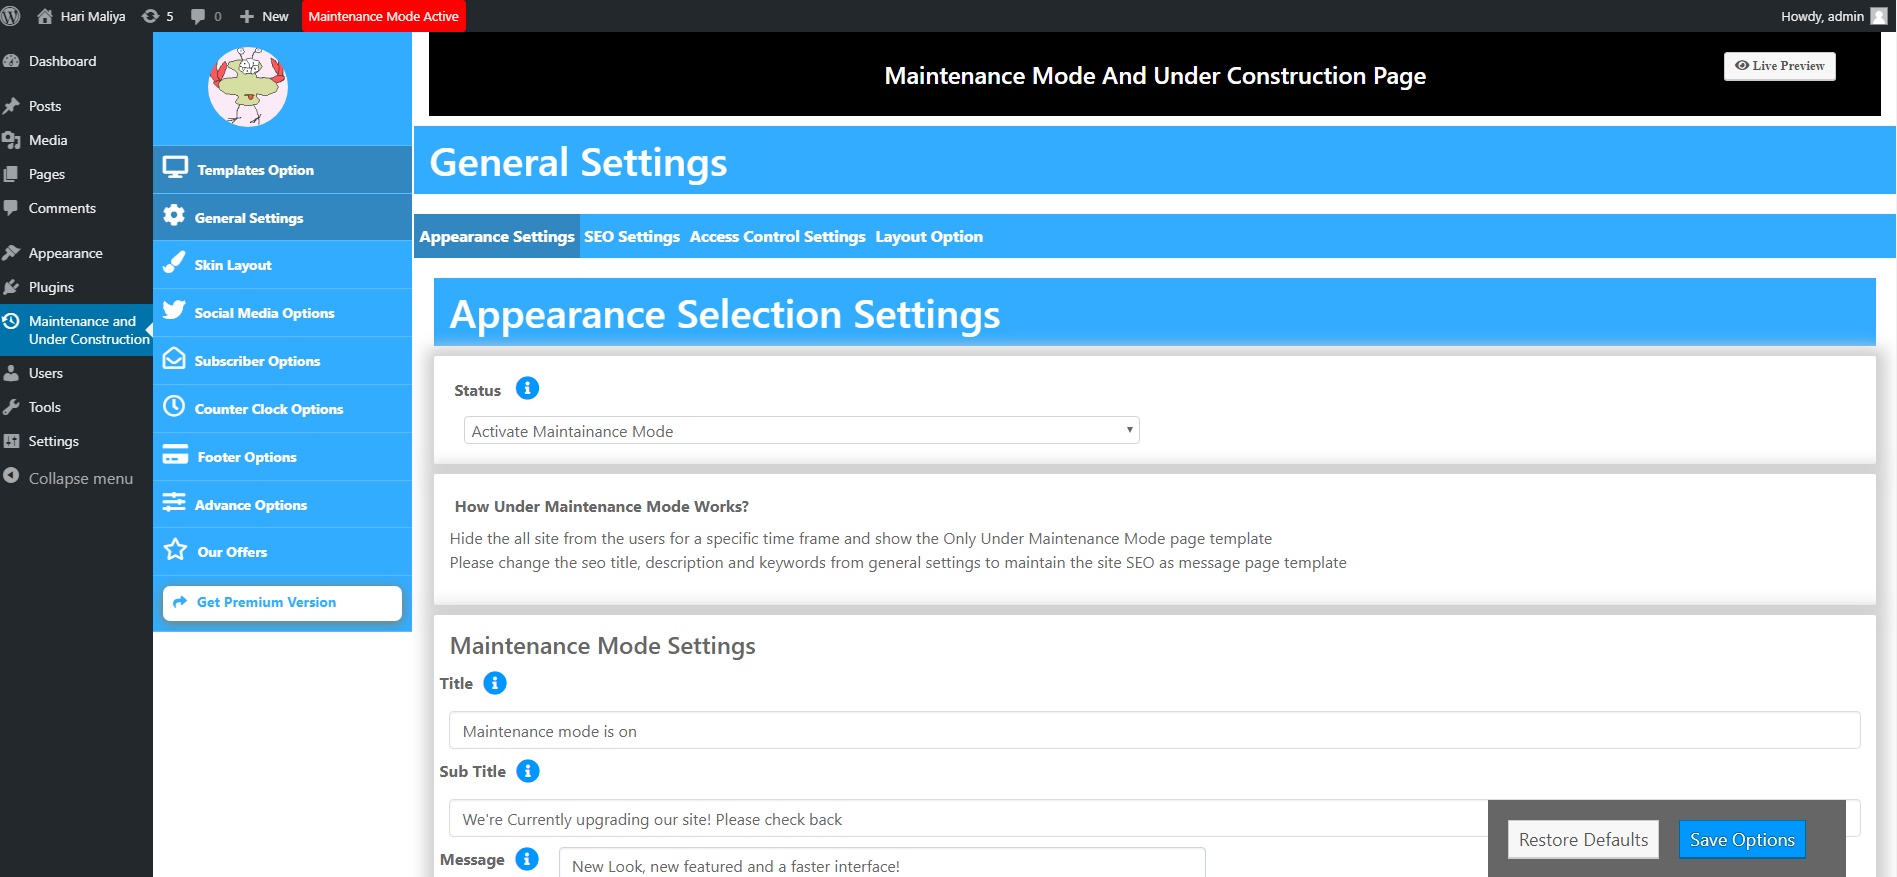 Hari Maliya 5 0 New Maintenance Mode Active Howdy, admin
Dashboard
Posts
Media
Pages
Comments
Appearance
Plugins
Maintenance and
Under Construction
Users
Tools
Settings
Collapse menu
Templates Option
General Settings
Skin Layout
Social Media Options
Subscriber Options
Counter Clock Options
Footer Options
Advance Options
Our Offers
Get Premium Version
Maintenance Mode And Under Construction Page
Live Preview
General Settings
Appearance Settings SEO Settings Access Control Settings Layout Option
Appearance Selection Settings
Status
Activate Maintainance Mode
How Under Maintenance Mode Works?
Hide the all site from the users for a specific time frame and show the Only Under Maintenance Mode page template
Please change the seo title, description and keywords from general settings to maintain the site SEO as message page template
Maintenance Mode Settings
Title
Maintenance mode is on
Sub Title
We're Currently upgrading our site! Please check back
Message
New Look, new featured and a faster interface!
Restore Defaults Save Options